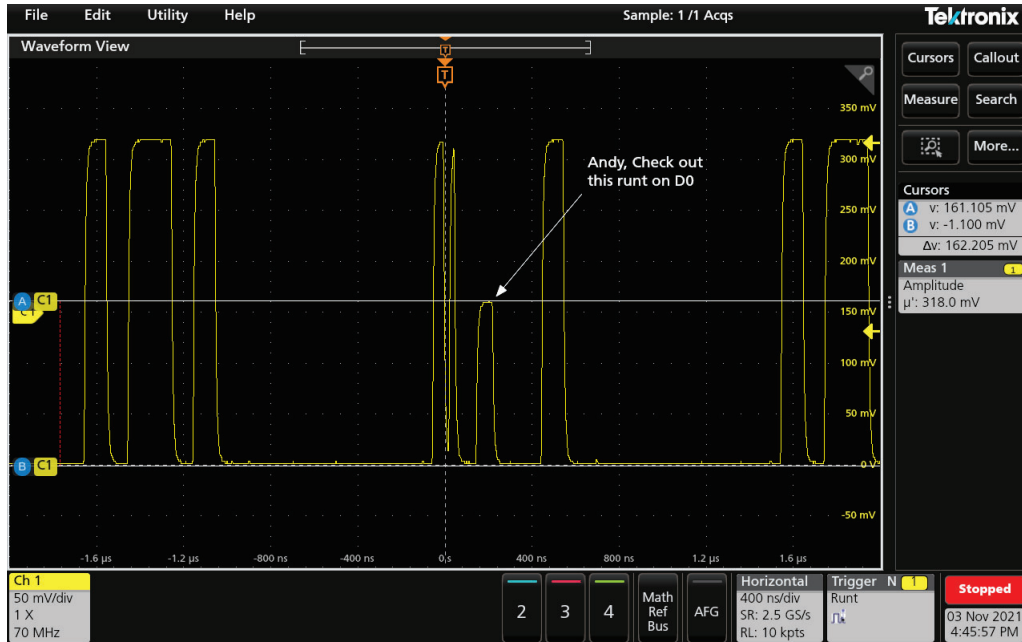 File Edit Utility Help Sample: 1 /1 Acqs Tektronix
Waveform View
T
T
Cursors Callout
Measure Search
More...
350 mV
300 mV
250 mV
200 mV
150 mV
100 mV
50 mV
0 V
-50 mV
Andy, Check out
this runt on D0
A C1
C1
B C1
-1.6 µs -1.2 µs -800 ns -400 ns 0 s 400 ns 800 ns 1.2 µs 1.6 µs
Cursors
A v: 161.105 mV
B v: -1.100 mV
Δv: 162.205 mV
Meas 1 1
Amplitude
µ': 318.0 mV
Ch 1
50 mV/div
1 X
70 MHz
2 3 4
Math
Ref
Bus
AFG
Horizontal
400 ns/div
SR: 2.5 GS/s
RL: 10 kpts
Trigger N 1
Runt
Stopped
03 Nov 2021
4:45:57 PM